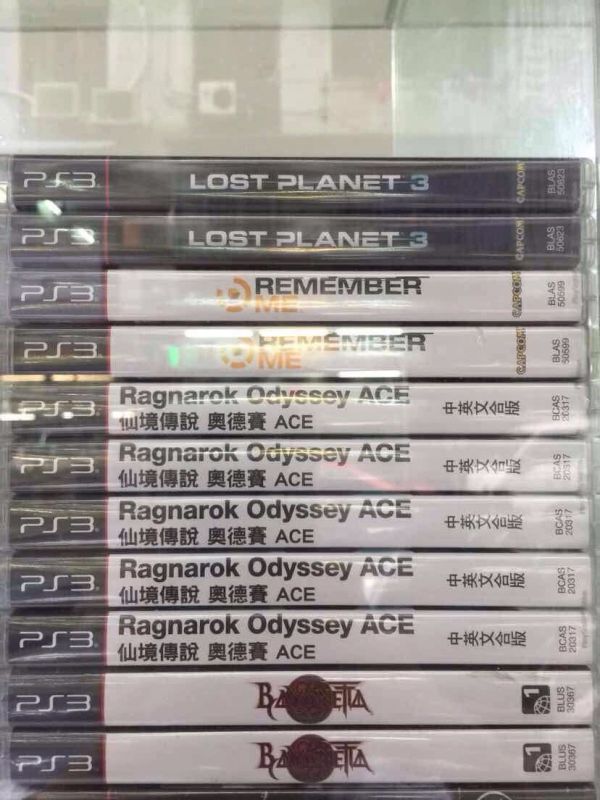 PS3 LOST PLANET 3 CAPCOM BLAS 50623
PS3 LOST PLANET 3 CAPCOM BLAS 50623
PS3 REMEMBER ME CAPCOM BLAS 50599
PS3 REMEMBER ME CAPCOM BLAS 50599
PS3 Ragnarok Odyssey ACE
仙境傳說 奧德賽 ACE 中英文合版 BCAS 20317
PS3 Ragnarok Odyssey ACE
仙境傳說 奧德賽 ACE 中英文合版 BCAS 20317
PS3 Ragnarok Odyssey ACE
仙境傳說 奧德賽 ACE 中英文合版 BCAS 20317
PS3 Ragnarok Odyssey ACE
仙境傳說 奧德賽 ACE 中英文合版 BCAS 20317
PS3 Ragnarok Odyssey ACE
仙境傳說 奧德賽 ACE 中英文合版 BCAS 20317
PS3 BAYONETTA 1 BLUS 30367
PS3 BAYONETTA 1 BLUS 30367